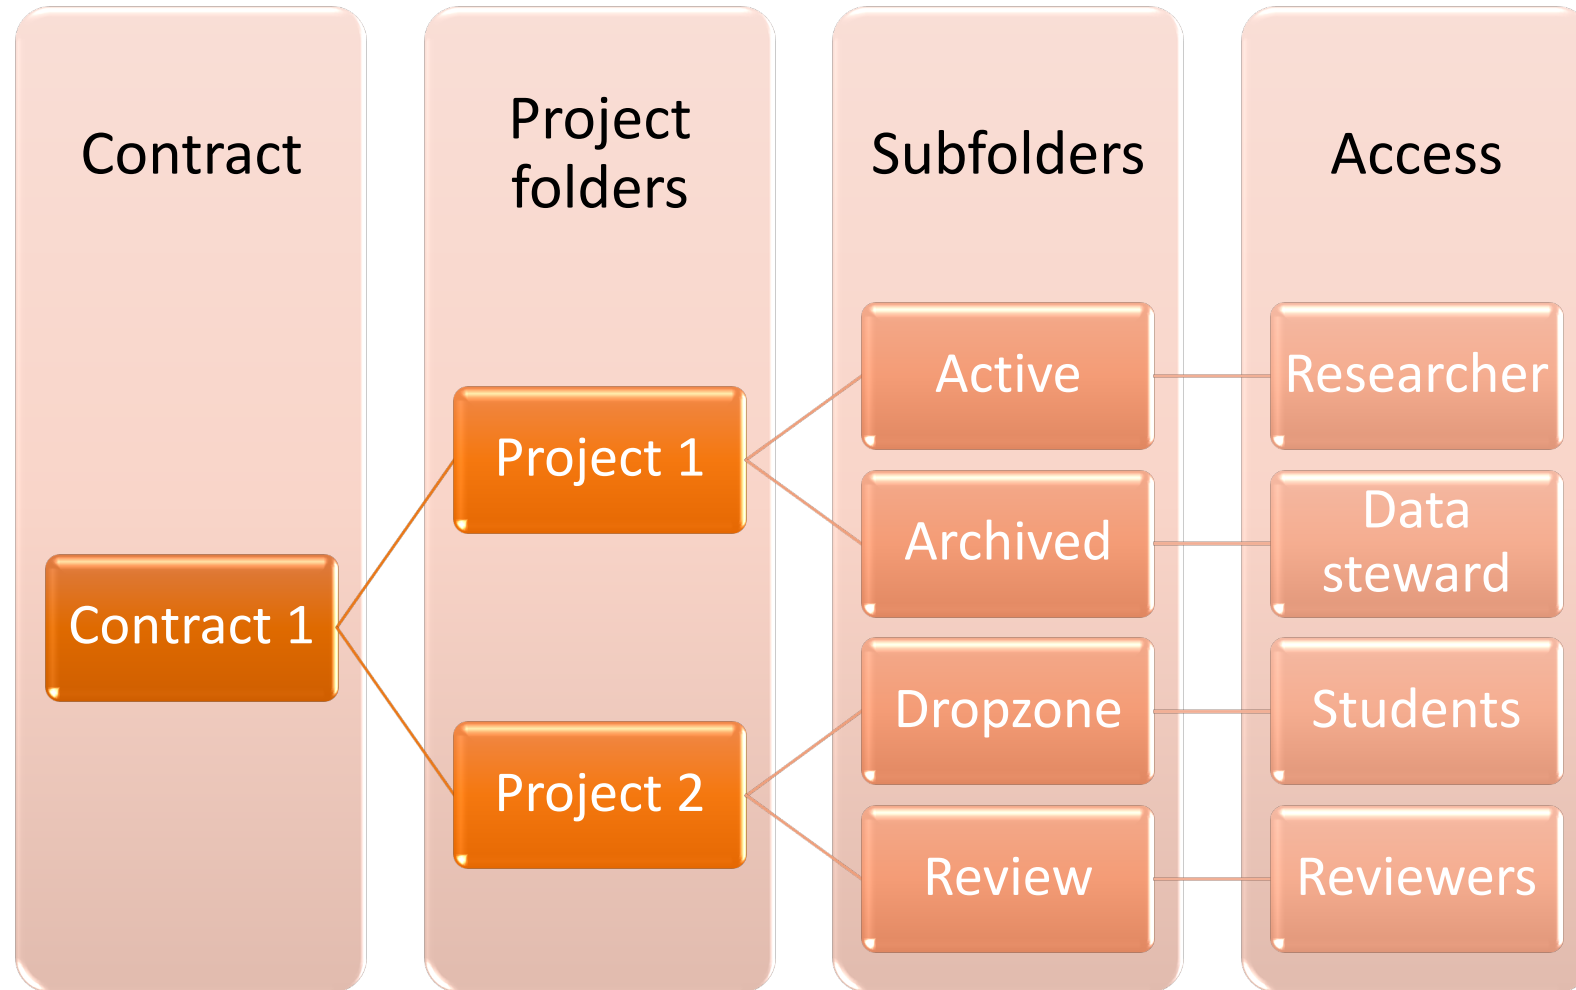 Contract
Project
folders
Subfolders
Access
Contract 1
Project 1
Project 2
Active
Archived
Dropzone
Review
Researcher
Data
steward
Students
Reviewers